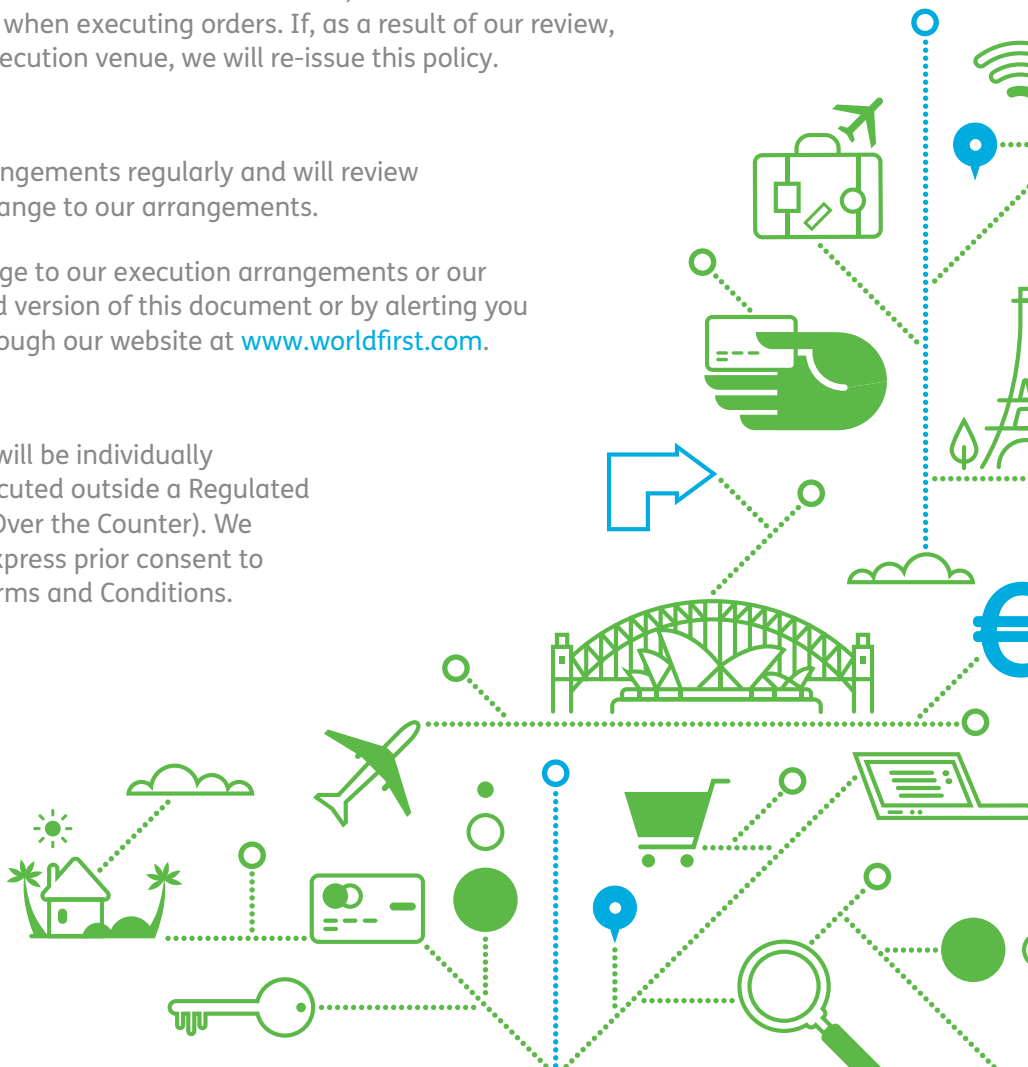 when executing orders. If, as a result of our review,
ecution venue, we will re-issue this policy.
ngements regularly and will review
ange to our arrangements.
ge to our execution arrangements or our
d version of this document or by alerting you
ough our website at www.worldfirst.com.
will be individually
cuted outside a Regulated
Over the Counter). We
xpress prior consent to
rms and Conditions.
€